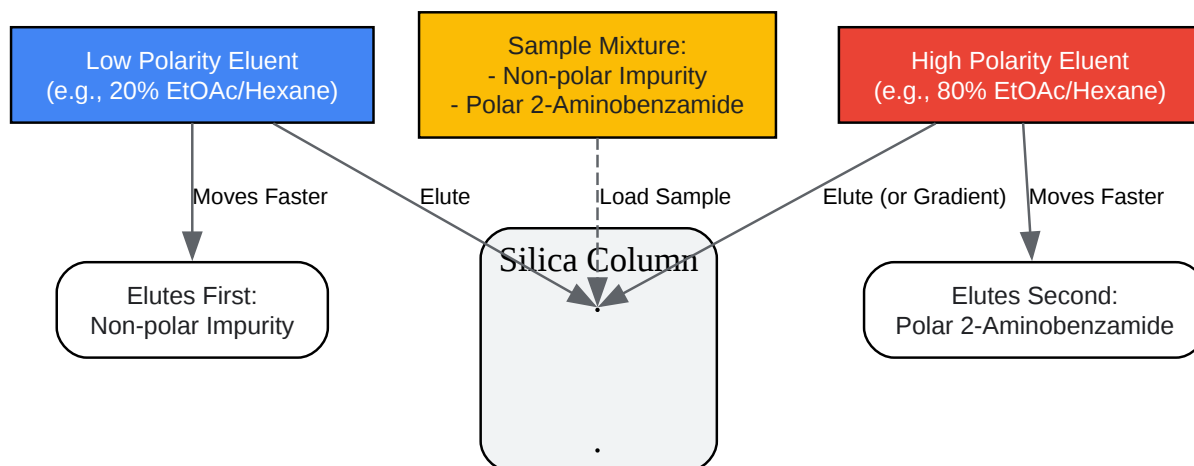 Low Polarity Eluent
(e.g., 20% EtOAc/Hexane)
Sample Mixture:
- Non-polar Impurity
- Polar 2-Aminobenzamide
High Polarity Eluent
(e.g., 80% EtOAc/Hexane)
Moves Faster
Elute
Load Sample
Elute (or Gradient)
Moves Faster
Silica Column
Elutes First:
Non-polar Impurity
Elutes Second:
Polar 2-Aminobenzamide